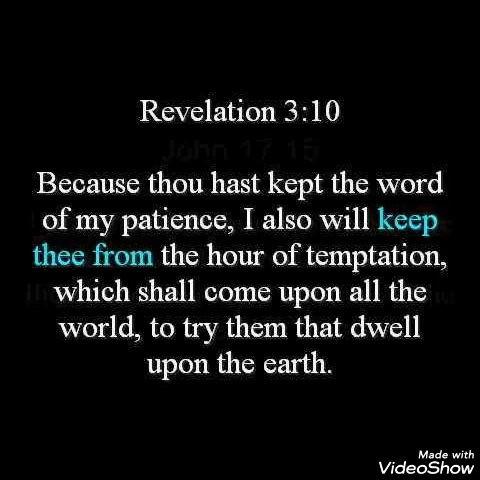 Revelation 3:10
John 17:15
Because thou hast kept the word
of my patience, I also will keep
thee from the hour of temptation,
which shall come upon all the
world, to try them that dwell
upon the earth.
Made with
VideoShow